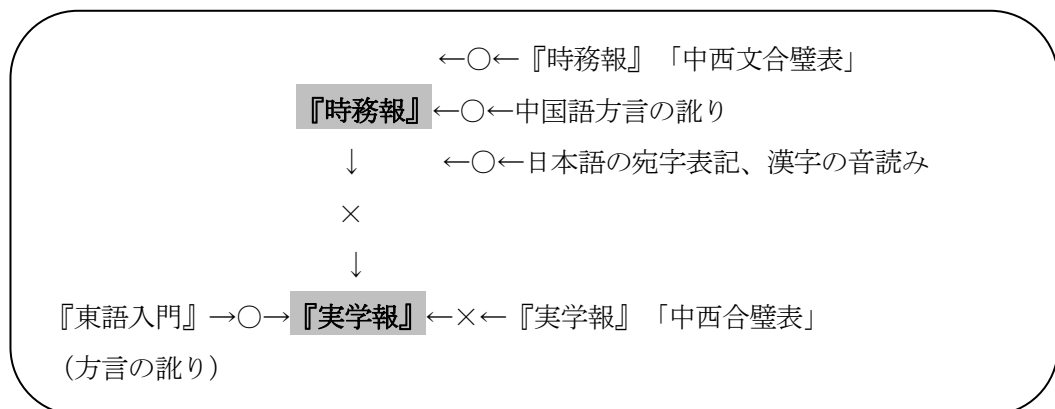 ←○←『時務報』「中西文合璧表」
『時務報』←○←中国語方言の訛り
↓ ←○←日本語の宛字表記、漢字の音読み
×
↓
『東語入門』→○→『実学報』←×←『実学報』「中西合璧表」
（方言の訛り）